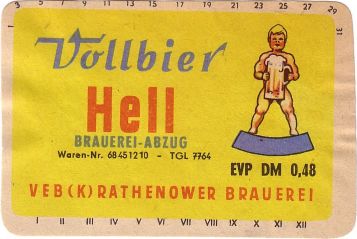 3 5 7 9 11 13 15 17 19 21 23 25 27 29
1 31
Vollbier
Hell
BRAUEREI-ABZUG
Waren-Nr. 68451210 - TGL 7764
EVP DM 0,48
VEB(K) RATHENOWER BRAUEREI
I II III IV V VI VII VIII IX X XI XII